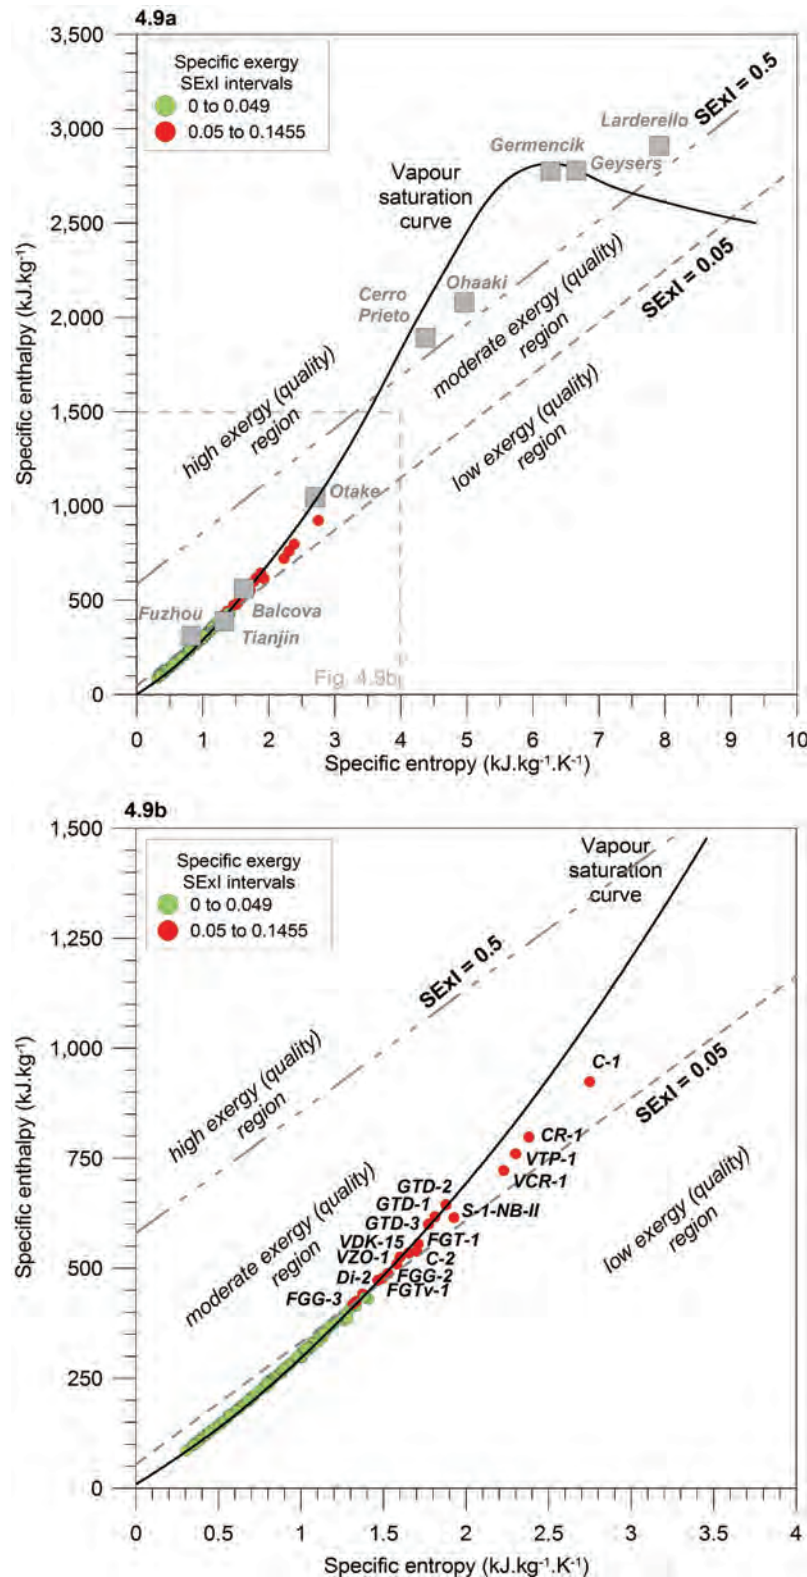 4.9a
3,500
3,000
2,500
2,000
1,500
1,000
500
0
Specific enthalpy (kJ.kg⁻¹)
Specific exergy
SExI intervals
0 to 0.049
0.05 to 0.1455
SExI = 0.5
Larderello
Germencik
Geysers
Vapour
saturation
curve
Ohaaki
Cerro
Prieto
SExI = 0.05
moderate exergy (quality)
region
high exergy (quality)
region
low exergy (quality)
region
Otake
Fuzhou
Balcova
Tianjin
Fig. 4.9b
0 1 2 3 4 5 6 7 8 9 10
Specific entropy (kJ.kg⁻¹.K⁻¹)
4.9b
1,500
1,250
1,000
750
500
250
0
Specific enthalpy (kJ.kg⁻¹)
Specific exergy
SExI intervals
0 to 0.049
0.05 to 0.1455
Vapour
saturation
curve
SExI = 0.5
C-1
SExI = 0.05
high exergy (quality)
region
CR-1
VTP-1
VCR-1
GTD-2
GTD-1
S-1-NB-II
GTD-3
VDK-15
FGT-1
VZO-1
C-2
Di-2
FGG-2
FGTv-1
FGG-3
moderate exergy (quality)
region
low exergy (quality)
region
0 0.5 1 1.5 2 2.5 3 3.5 4
Specific entropy (kJ.kg⁻¹.K⁻¹)